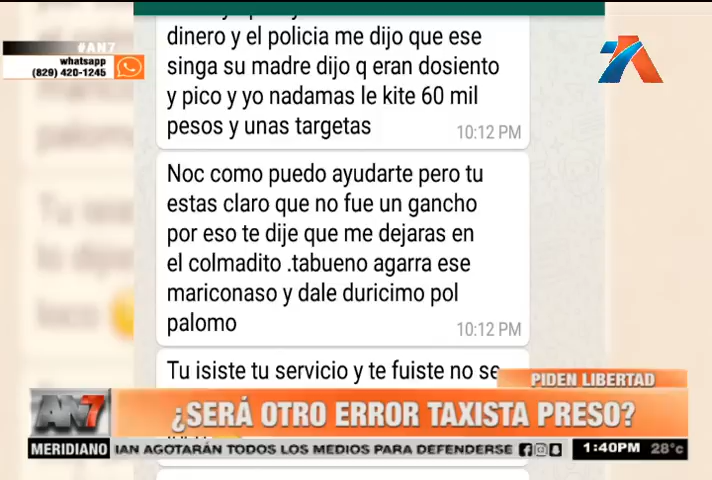 #AN7
whatsapp
(829) 420-1245
dinero y el policia me dijo que ese
singa su madre dijo q eran dosiento
y pico y yo nadamas le kite 60 mil
pesos y unas targetas
10:12 PM
Noc como puedo ayudarte pero tu
estas claro que no fue un gancho
por eso te dije que me dejaras en
el colmadito .tabueno agarra ese
mariconaso y dale duricimo pol
palomo
10:12 PM
Tu isiste tu servicio y te fuiste no se
PIDEN LIBERTAD
AN7
¿SERÁ OTRO ERROR TAXISTA PRESO?
MERIDIANO
IAN AGOTARÁN TODOS LOS MEDIOS PARA DEFENDERSE
1:40PM
28°c